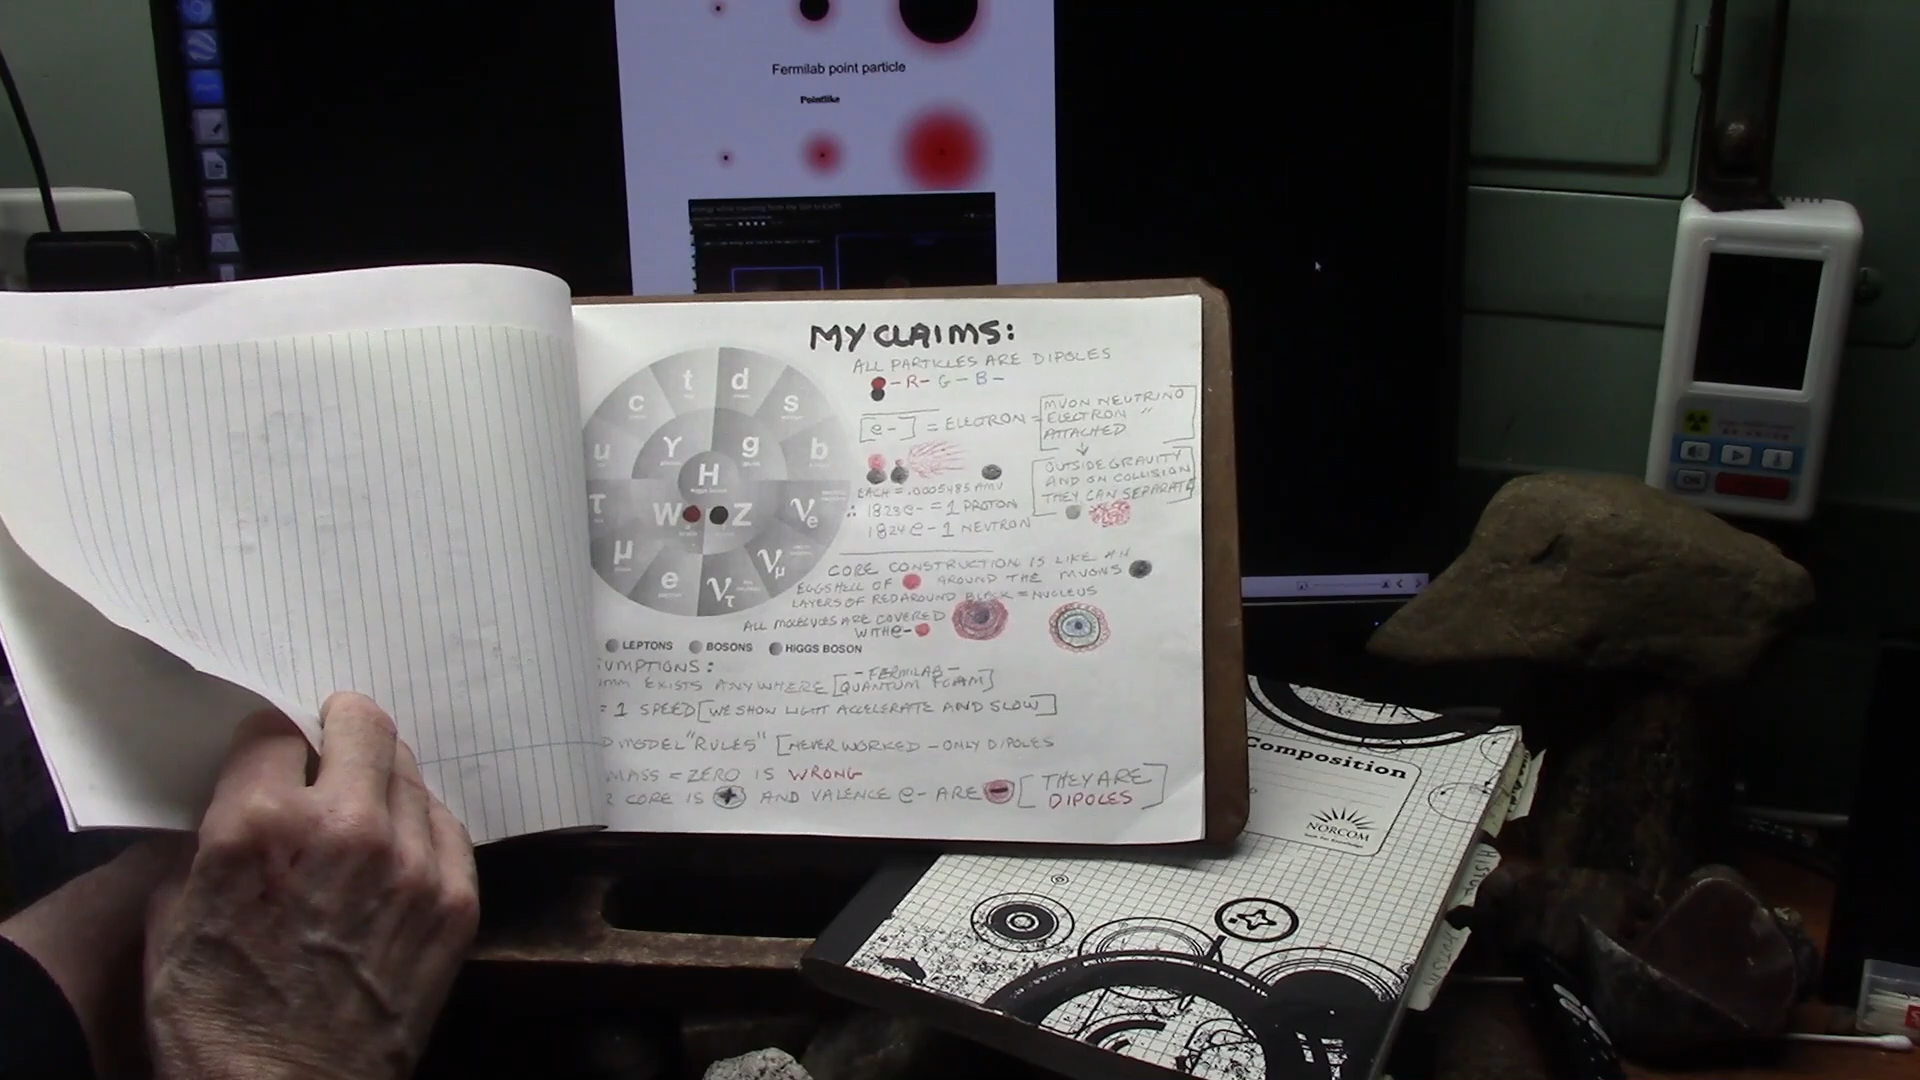 Fermilab point particle
Pointlike
MY CLAIMS:
ALL PARTICLES ARE DIPOLES
- R - G - B -
[e-] = ELECTRON = MUON NEUTRINO
ELECTRON "
ATTACHED
OUTSIDE GRAVITY
AND ON COLLISION
THEY CAN SEPARATE
EACH = .0005485 AMU
∴ 1823e- = 1 PROTON
1824e- 1 NEUTRON
CORE CONSTRUCTION IS LIKE AN
EGGSHELL OF AROUND THE MUONS
LAYERS OF RED AROUND BLACK = NUCLEUS
ALL MOLECULES ARE COVERED
WITH e-
t d
c s
u γ g b
H
τ W Z νe
μ νμ
e ντ
LEPTONS BOSONS HIGGS BOSON
UMPTIONS:
EXISTS ANYWHERE [-FERMILAB- QUANTUM FOAM]
= 1 SPEED [WE SHOW LIGHT ACCELERATE AND SLOW]
D MODEL "RULES" [NEVER WORKED - ONLY DIPOLES
MASS = ZERO IS WRONG
CORE IS + AND VALENCE e- ARE - [THEY ARE
DIPOLES]
Composition
NORCOM
ON